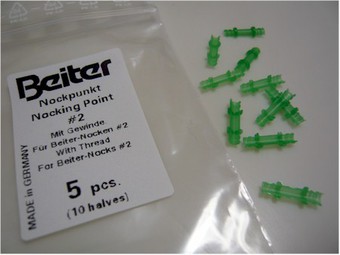 Beiter
Nockpunkt
Nocking Point
#2
Mit Gewinde
Für Beiter-Nocken #2
With Thread
For Beiter-Nocks #2
5 pcs.
(10 halves)
MADE in GERMANY